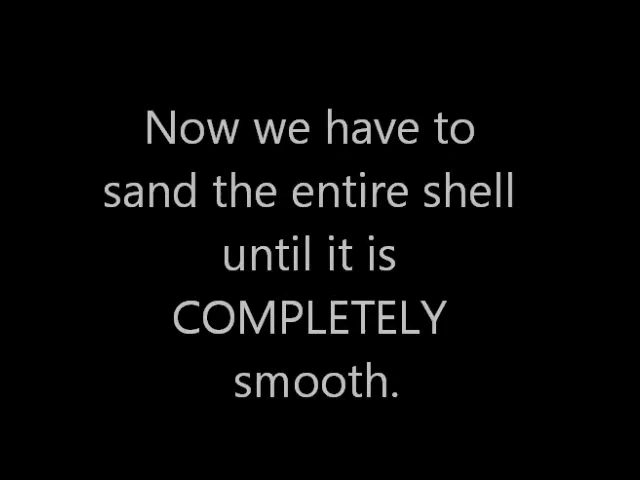 Now we have to
sand the entire shell
until it is
COMPLETELY
smooth.